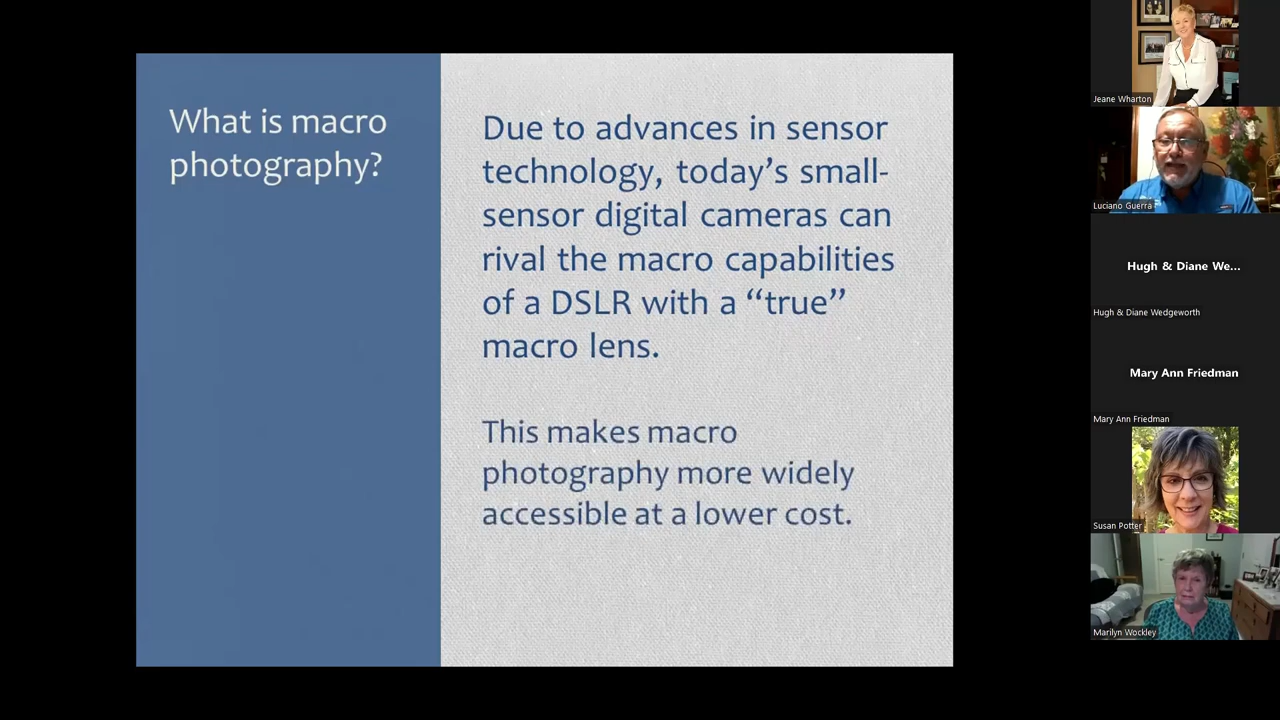 What is macro
photography?
Due to advances in sensor
technology, today’s small-
sensor digital cameras can
rival the macro capabilities
of a DSLR with a “true”
macro lens.
This makes macro
photography more widely
accessible at a lower cost.
Jeane Wharton
Luciano Guerra
Hugh & Diane We...
Hugh & Diane Wedgeworth
Mary Ann Friedman
Mary Ann Friedman
Susan Potter
Marilyn Wockley